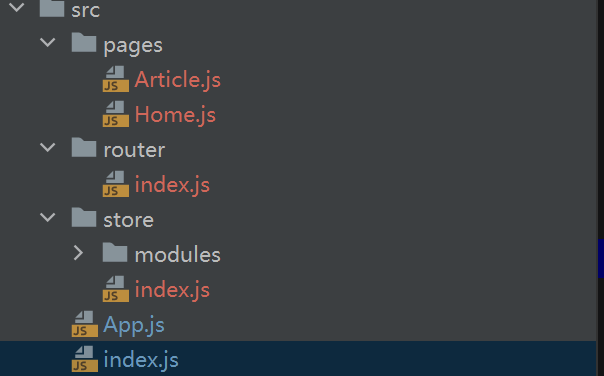 src
pages
JS Article.js
JS Home.js
router
JS index.js
store
modules
JS index.js
JS App.js
JS index.js